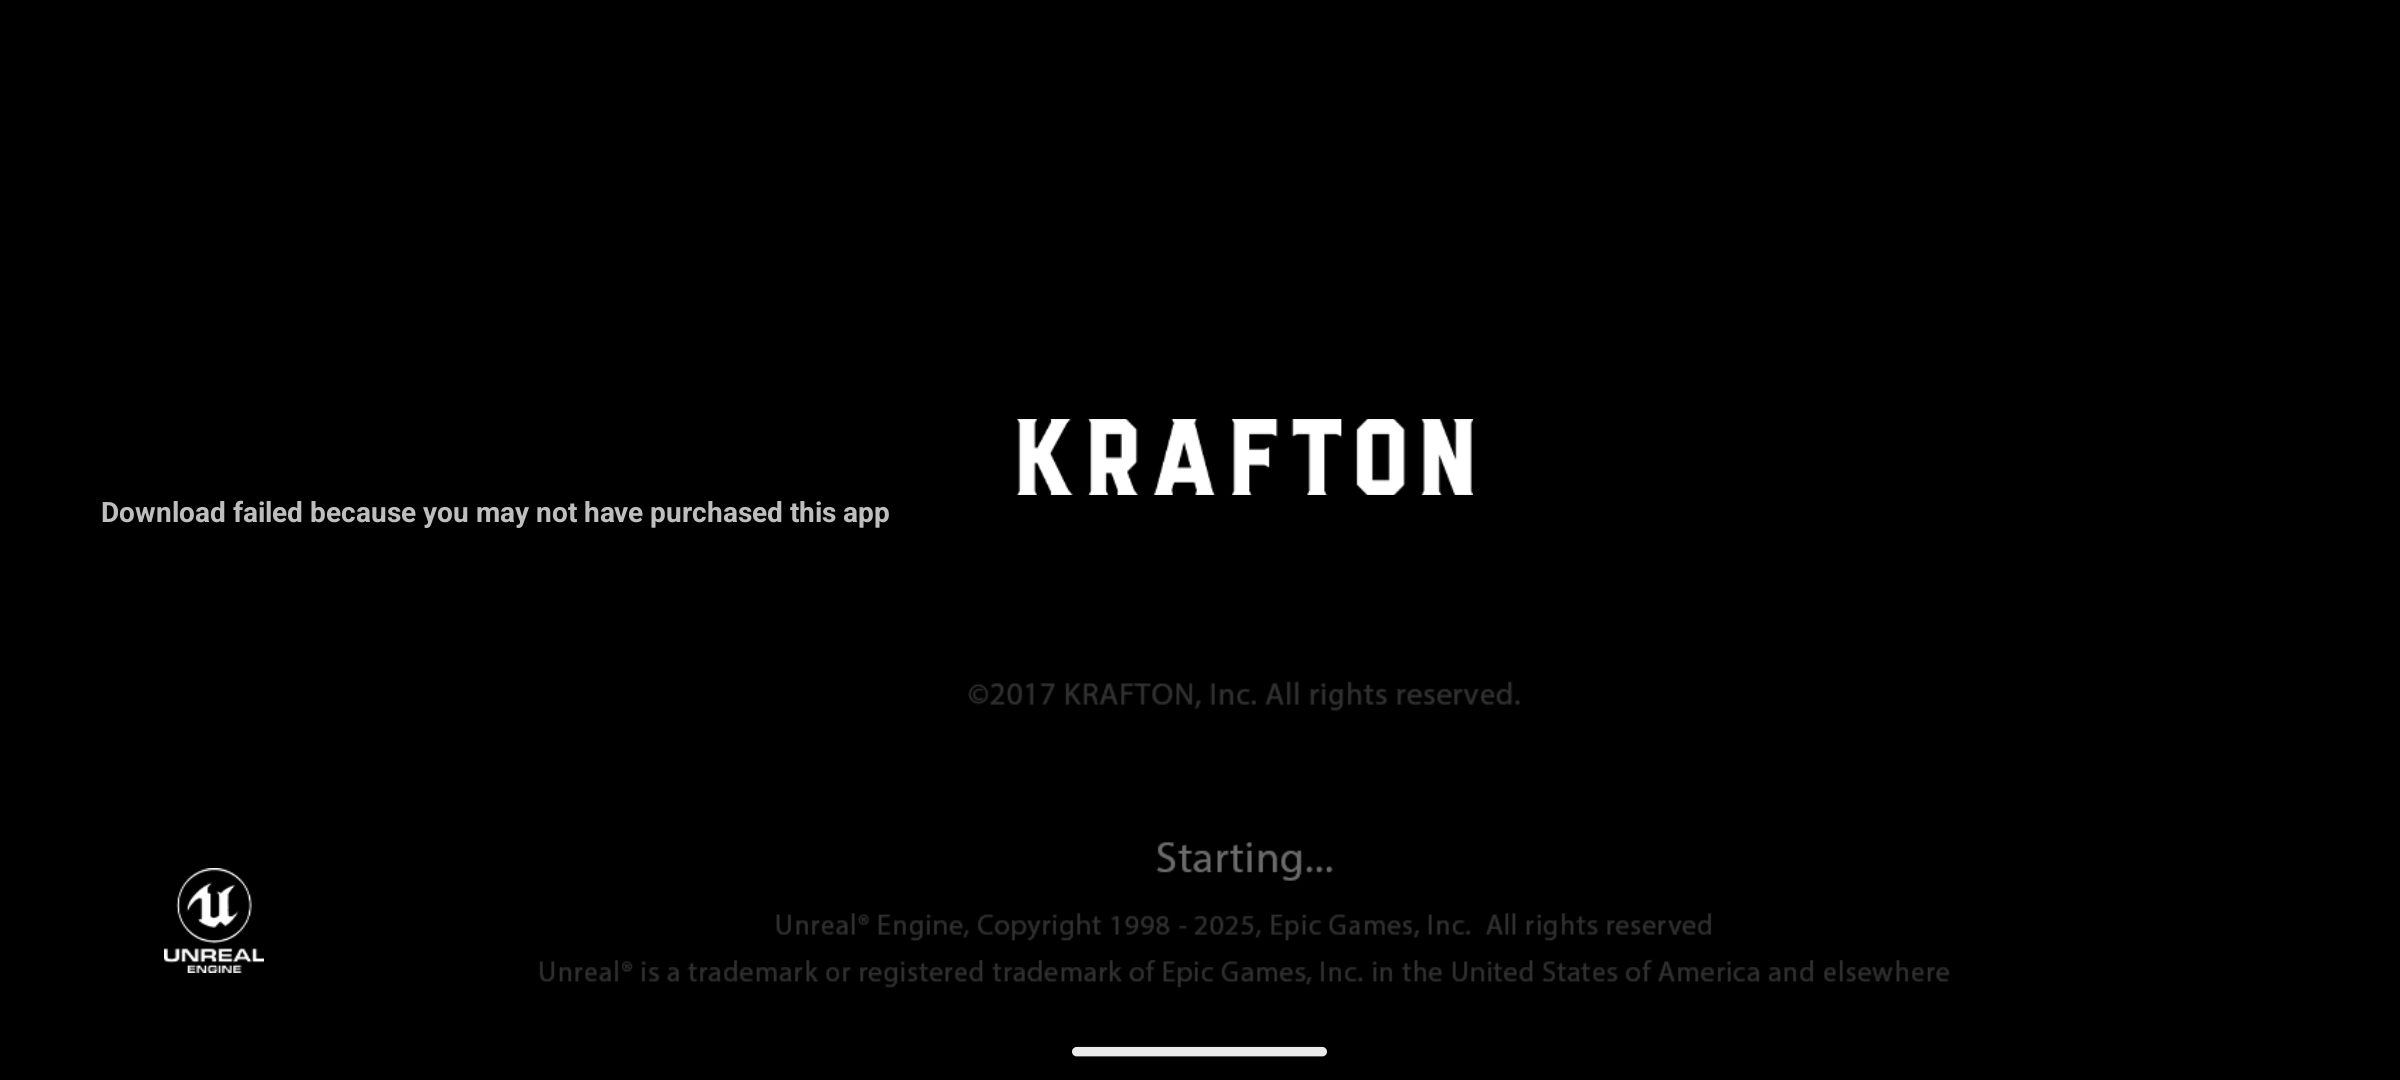 KRAFTON
Download failed because you may not have purchased this app
©2017 KRAFTON, Inc. All rights reserved.
Starting...
Unreal® Engine, Copyright 1998 - 2025, Epic Games, Inc. All rights reserved
UNREAL
ENGINE
Unreal® is a trademark or registered trademark of Epic Games, Inc. in the United States of America and elsewhere